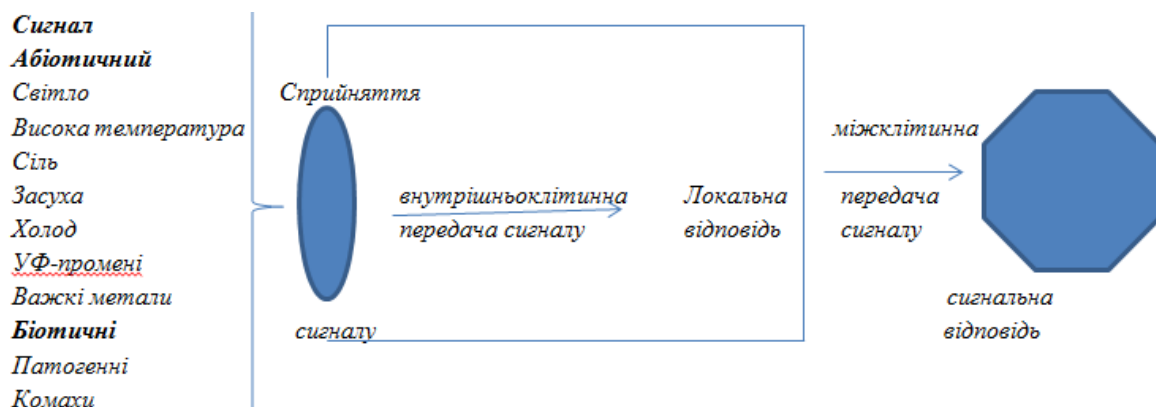 Сигнал
Абіотичний
Світло
Висока температура
Сіль
Засуха
Холод
УФ-промені
Важкі метали
Біотичні
Патогенні
Комахи
Сприйняття
сигналу
внутрішньоклітинна
передача сигналу
Локальна
відповідь
міжклітинна
передача
сигналу
сигнальна
відповідь